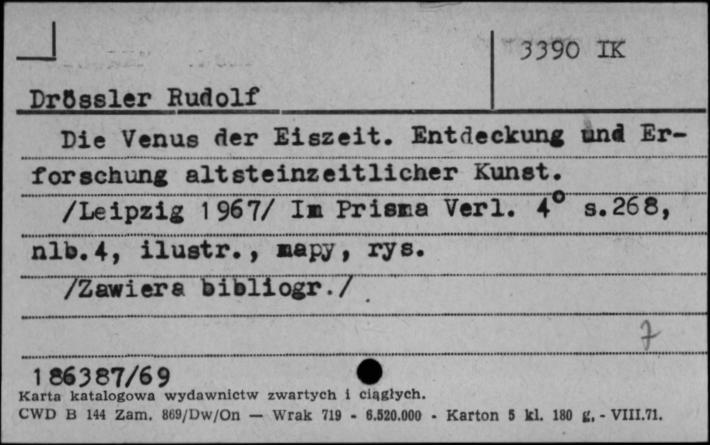 3390 IK
Drössler Rudolf
Die Venus der Eiszeit. Entdeckung und Er-
forschung altsteinzeitlicher Kunst.
/Leipzig 1967/ Im Prisma Verl. 4° s.268,
nlb.4, ilustr., mapy, rys.
/Zawiera bibliogr./
7
186387/69
Karta katalogowa wydawnictw zwartych i ciągłych.
CWD B 144 Zam. 869/Dw/On — Wrak 719 - 6.520.000 - Karton 5 kl. 180 g. - VIII.71.